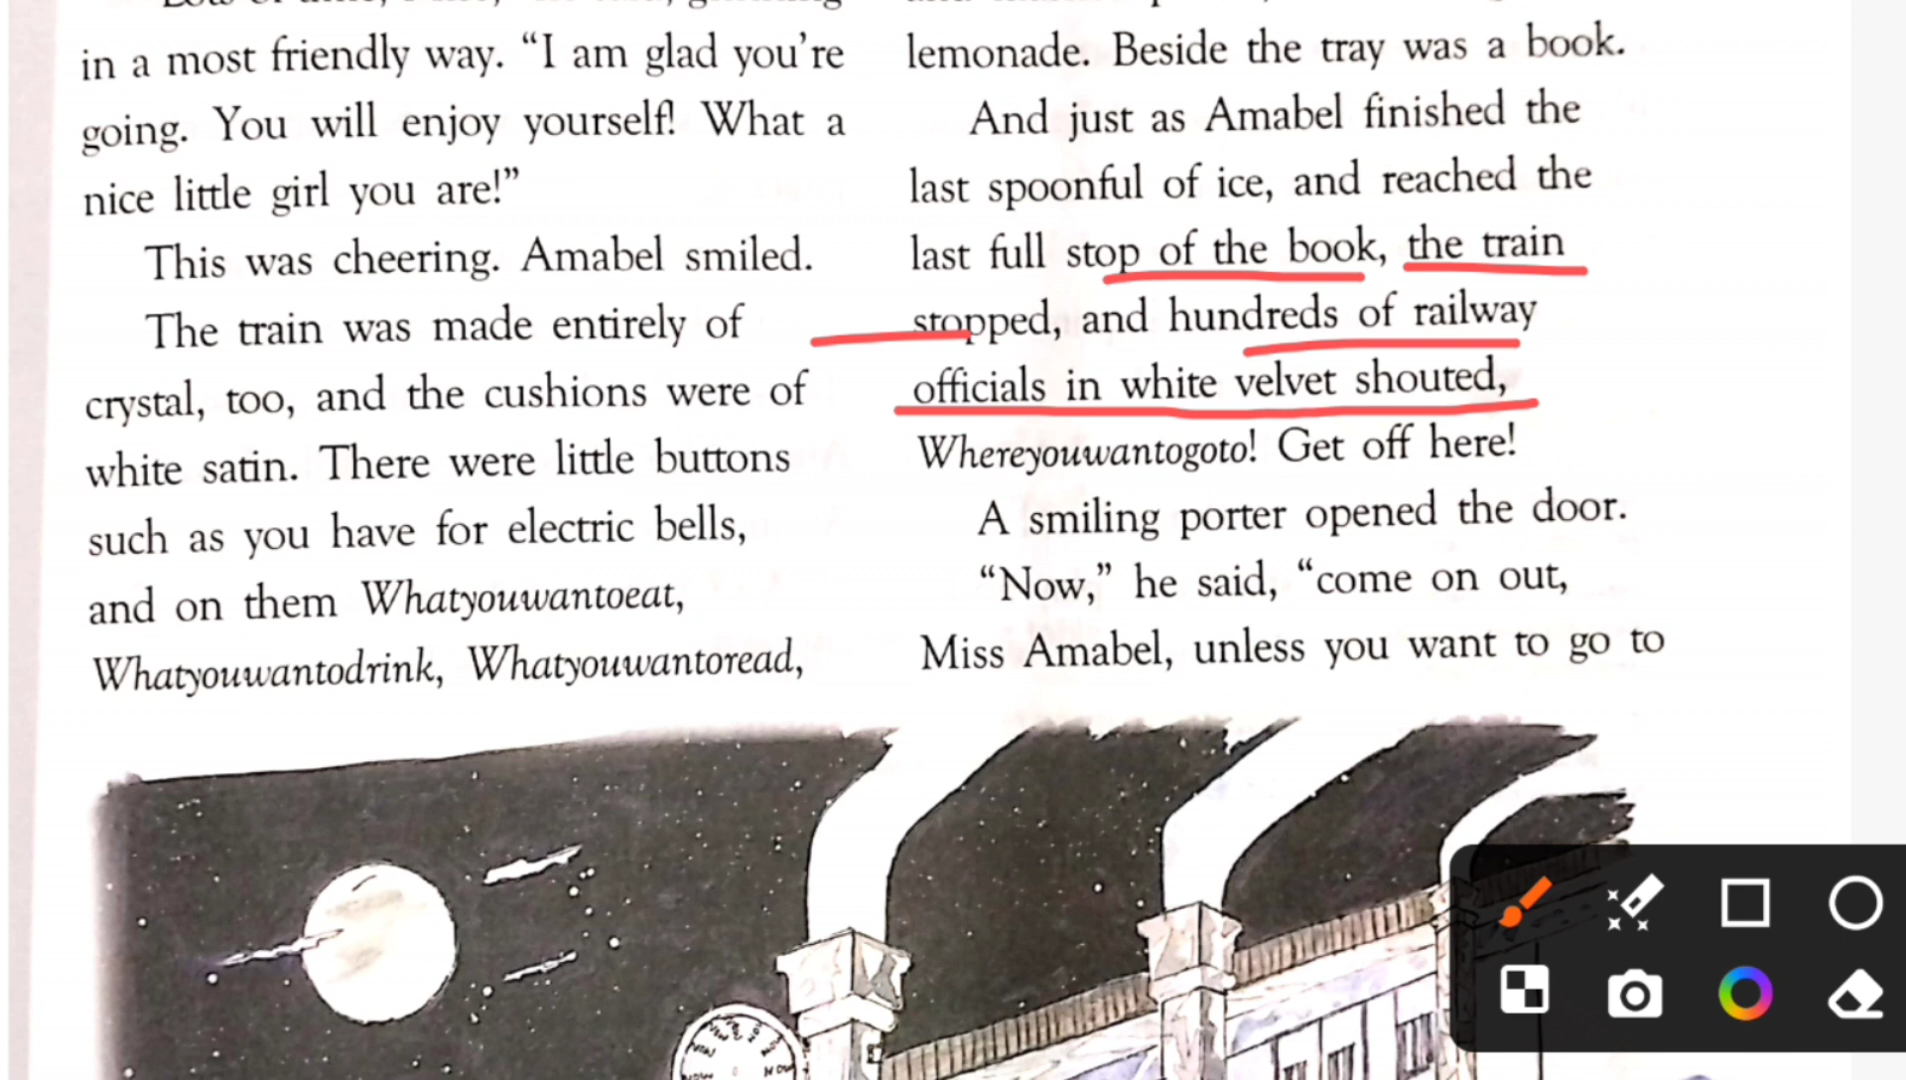 in a most friendly way. “I am glad you’re
going. You will enjoy yourself! What a
nice little girl you are!”
This was cheering. Amabel smiled.
The train was made entirely of
crystal, too, and the cushions were of
white satin. There were little buttons
such as you have for electric bells,
and on them Whatyouwantoeat,
Whatyouwantodrink, Whatyouwantoread,
lemonade. Beside the tray was a book.
And just as Amabel finished the
last spoonful of ice, and reached the
last full stop of the book, the train
stopped, and hundreds of railway
officials in white velvet shouted,
Whereyouwantogoto! Get off here!
A smiling porter opened the door.
“Now,” he said, “come on out,
Miss Amabel, unless you want to go to